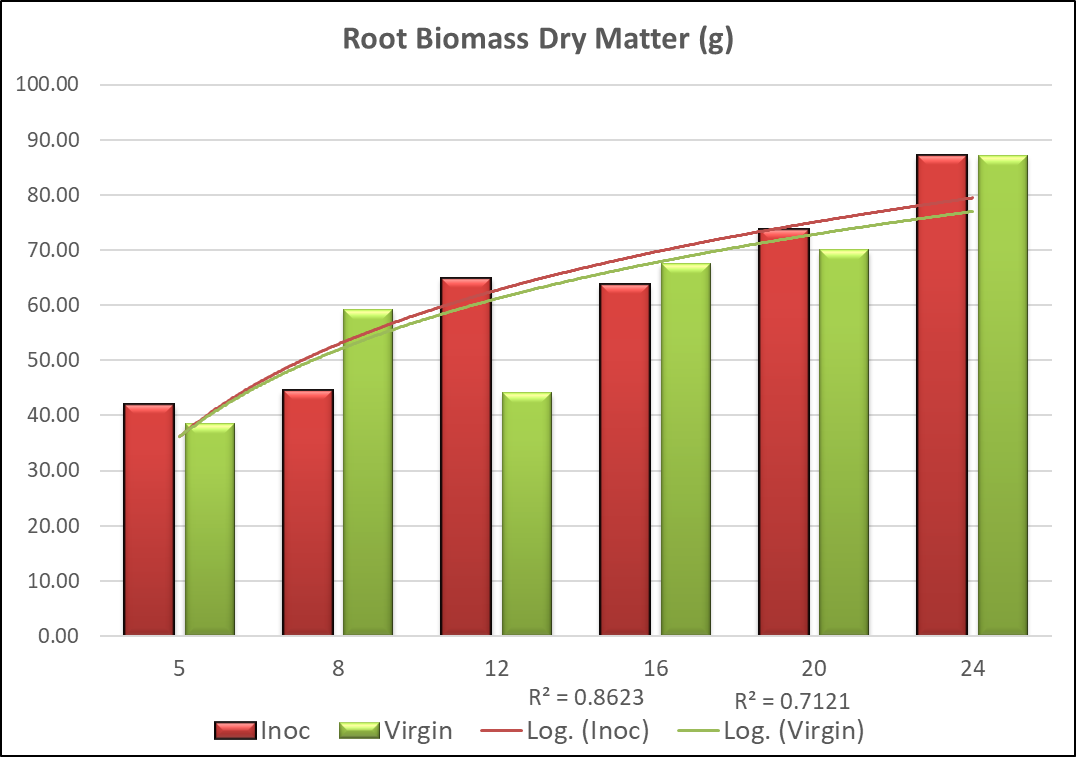 Root Biomass Dry Matter (g)
100.00
90.00
80.00
70.00
60.00
50.00
40.00
30.00
20.00
10.00
0.00
5 8 12 16 20 24
R² = 0.8623 R² = 0.7121
Inoc Virgin Log. (Inoc) Log. (Virgin)